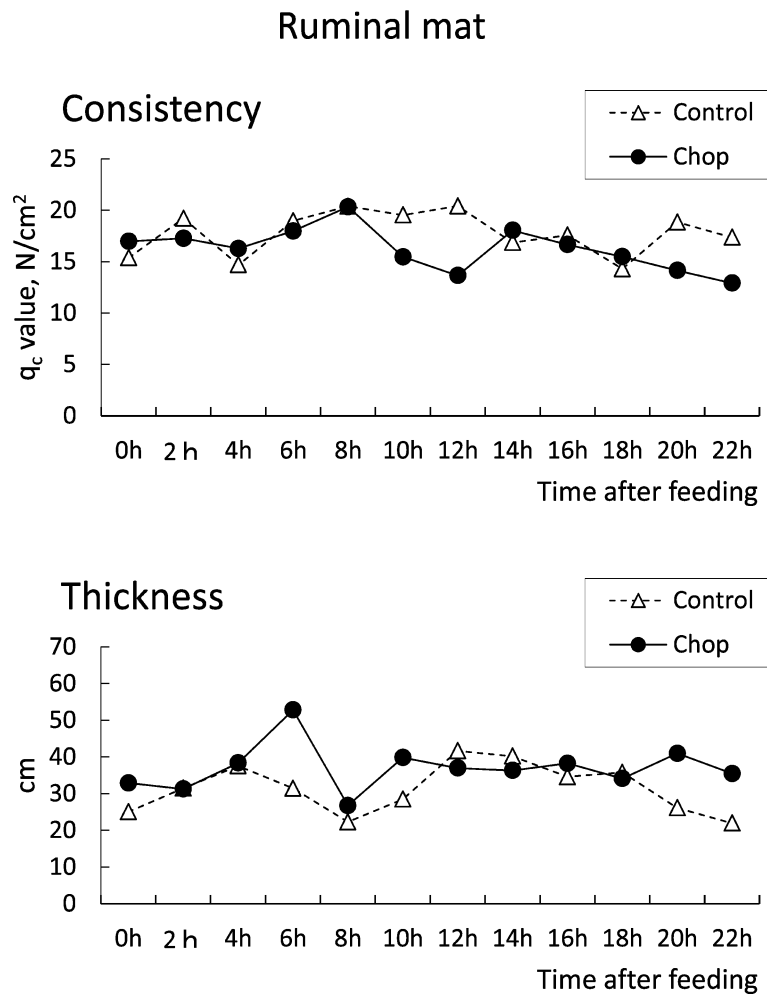 Ruminal mat
Consistency
Control
Chop
25
20
15
10
5
0
qc value, N/cm²
0h 2 h 4h 6h 8h 10h 12h 14h 16h 18h 20h 22h
Time after feeding
Thickness
Control
Chop
70
60
50
40
30
20
10
0
cm
0h 2 h 4h 6h 8h 10h 12h 14h 16h 18h 20h 22h
Time after feeding